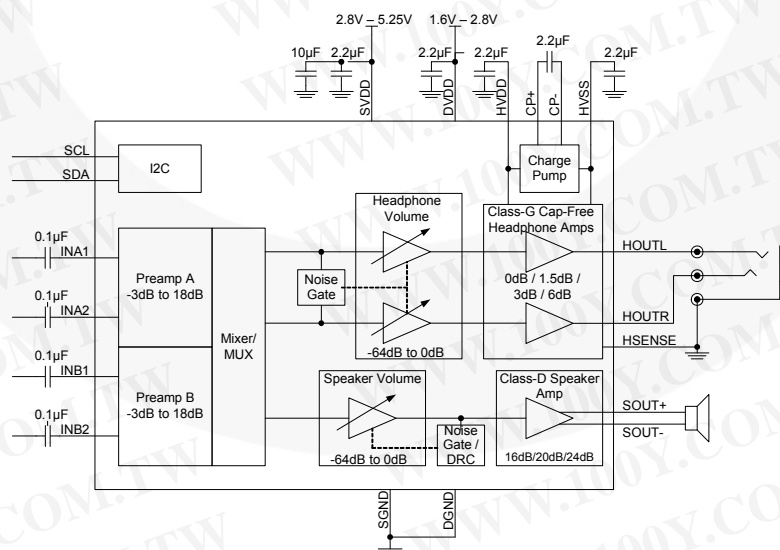 2.8V – 5.25V
1.6V – 2.8V
10µF
2.2µF
2.2µF
2.2µF
2.2µF
2.2µF
SVDD
DVDD
HVDD
CP+
CP-
HVSS
SCL
SDA
I2C
Charge
Pump
Headphone
Volume
Class-G Cap-Free
Headphone Amps
0.1µF
INA1
0.1µF
INA2
0.1µF
INB1
0.1µF
INB2
Preamp A
-3dB to 18dB
Preamp B
-3dB to 18dB
Mixer/
MUX
Noise
Gate
-64dB to 0dB
0dB / 1.5dB /
3dB / 6dB
HOUTL
HOUTR
HSENSE
Speaker Volume
-64dB to 0dB
Noise
Gate /
DRC
Class-D Speaker
Amp
16dB/20dB/24dB
SOUT+
SOUT-
SGND
DGND
WWW.100Y.COM.TW